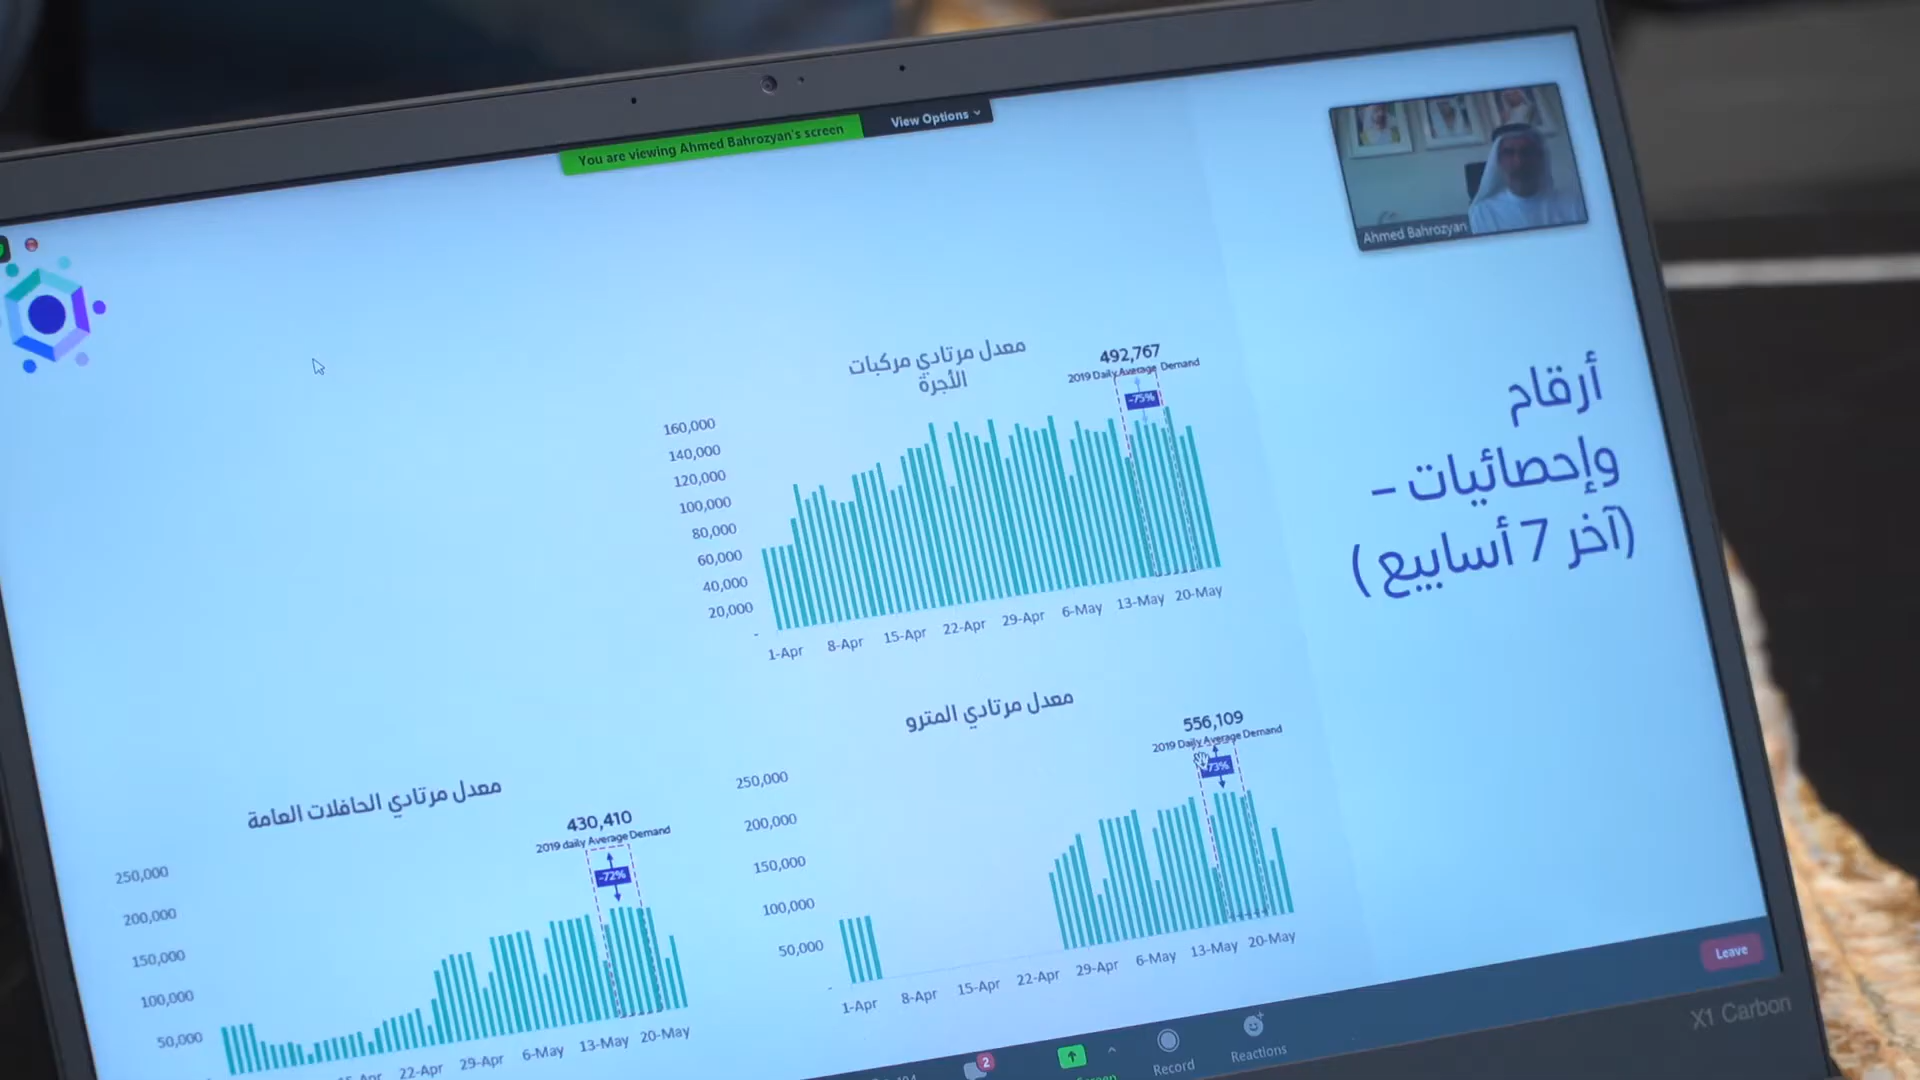 You are viewing Ahmed Bahrozyan's screen
View Options
Ahmed Bahrozyan
أرقام
وإحصائيات –
(آخر 7 أسابيع )
معدل مرتادي مركبات
الأجرة
492,767
2019 Daily Average Demand
-75%
160,000
140,000
120,000
100,000
80,000
60,000
40,000
20,000
-
1-Apr
8-Apr
15-Apr
22-Apr
29-Apr
6-May
13-May
20-May
معدل مرتادي المترو
556,109
2019 Daily Average Demand
-73%
250,000
200,000
150,000
100,000
50,000
-
1-Apr
8-Apr
15-Apr
22-Apr
29-Apr
6-May
13-May
20-May
معدل مرتادي الحافلات العامة
430,410
2019 daily Average Demand
-72%
250,000
200,000
150,000
100,000
50,000
22-Apr
29-Apr
6-May
13-May
20-May
2
Record
Reactions
Leave
X1 Carbon